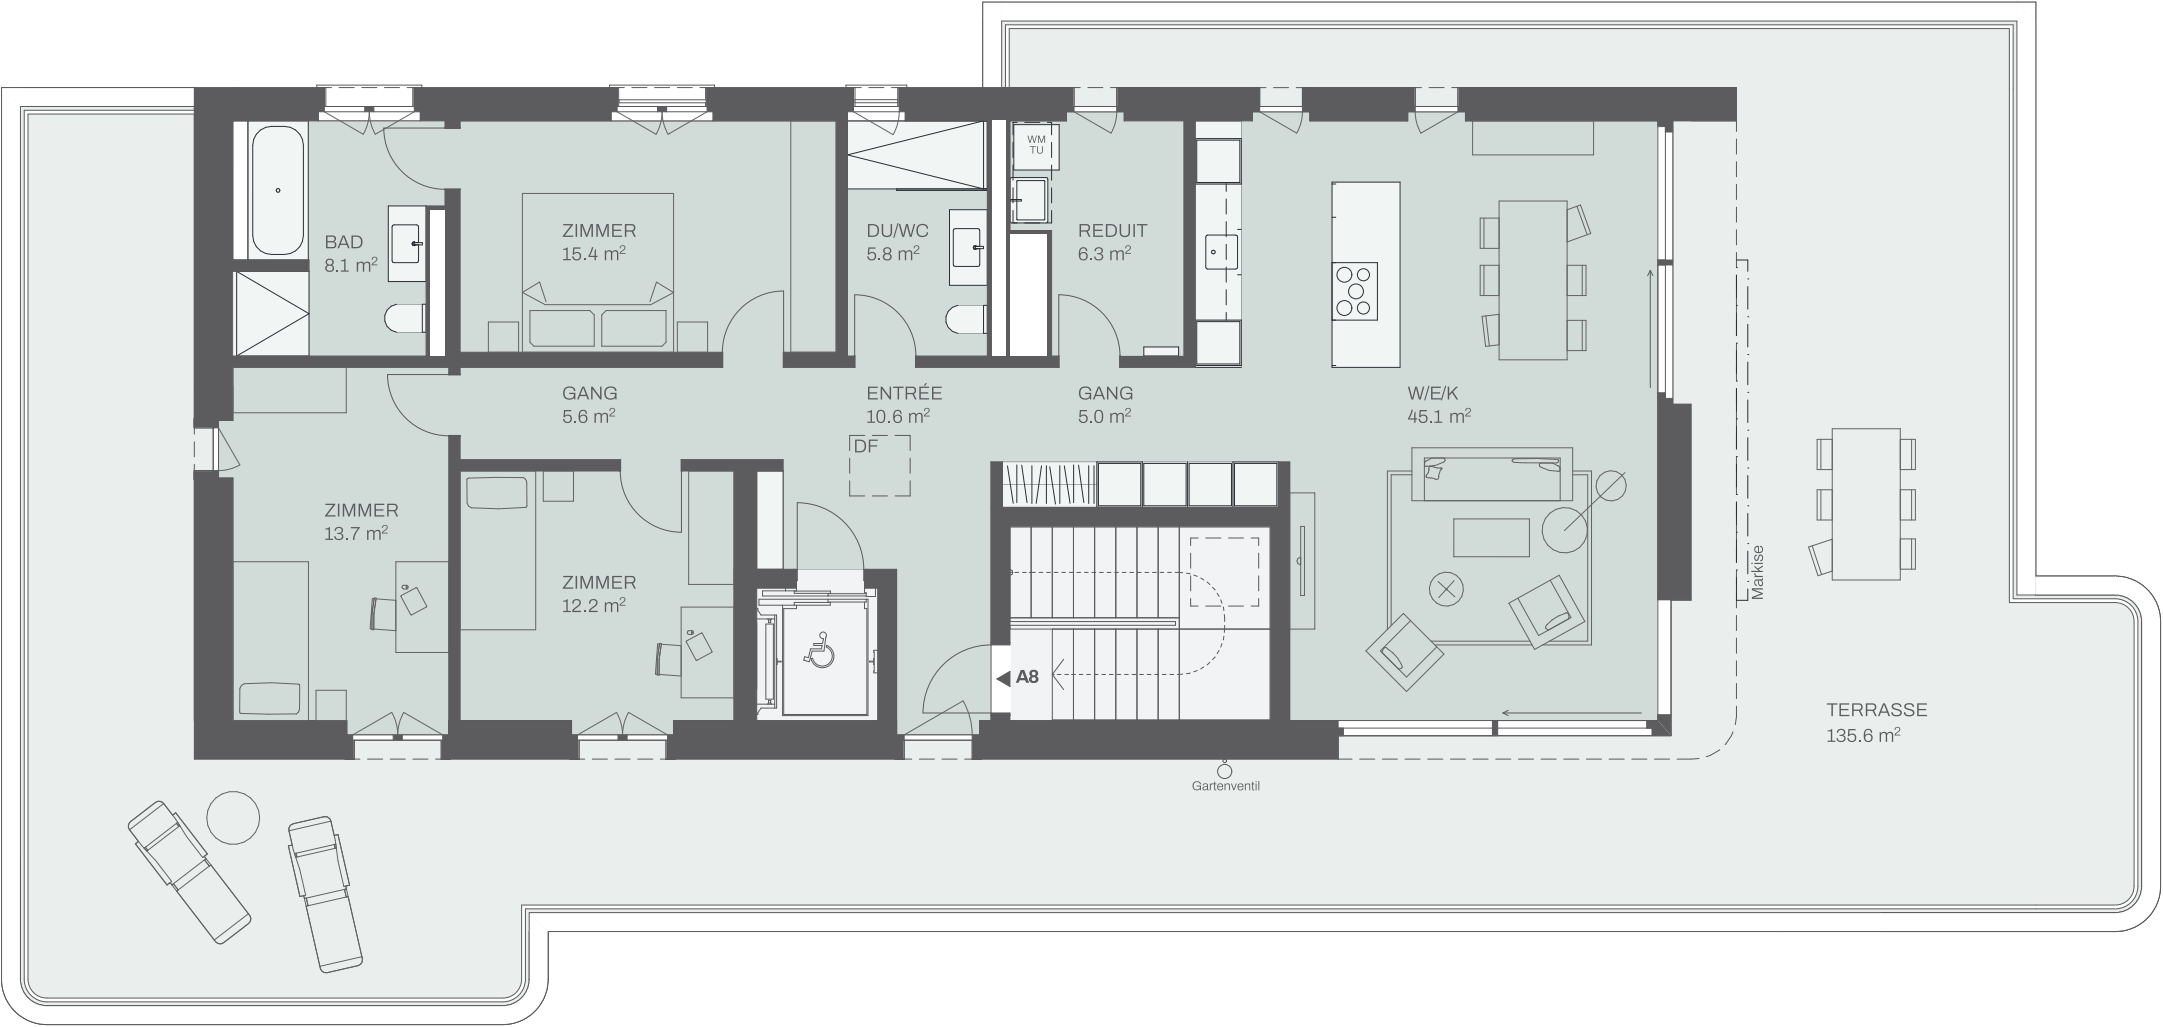 WM
TU
BAD
8.1 m²
ZIMMER
15.4 m²
DU/WC
5.8 m²
REDUIT
6.3 m²
GANG
5.6 m²
ENTRÉE
10.6 m²
DF
GANG
5.0 m²
W/E/K
45.1 m²
ZIMMER
13.7 m²
ZIMMER
12.2 m²
A8
Markise
TERRASSE
135.6 m²
Gartenventil